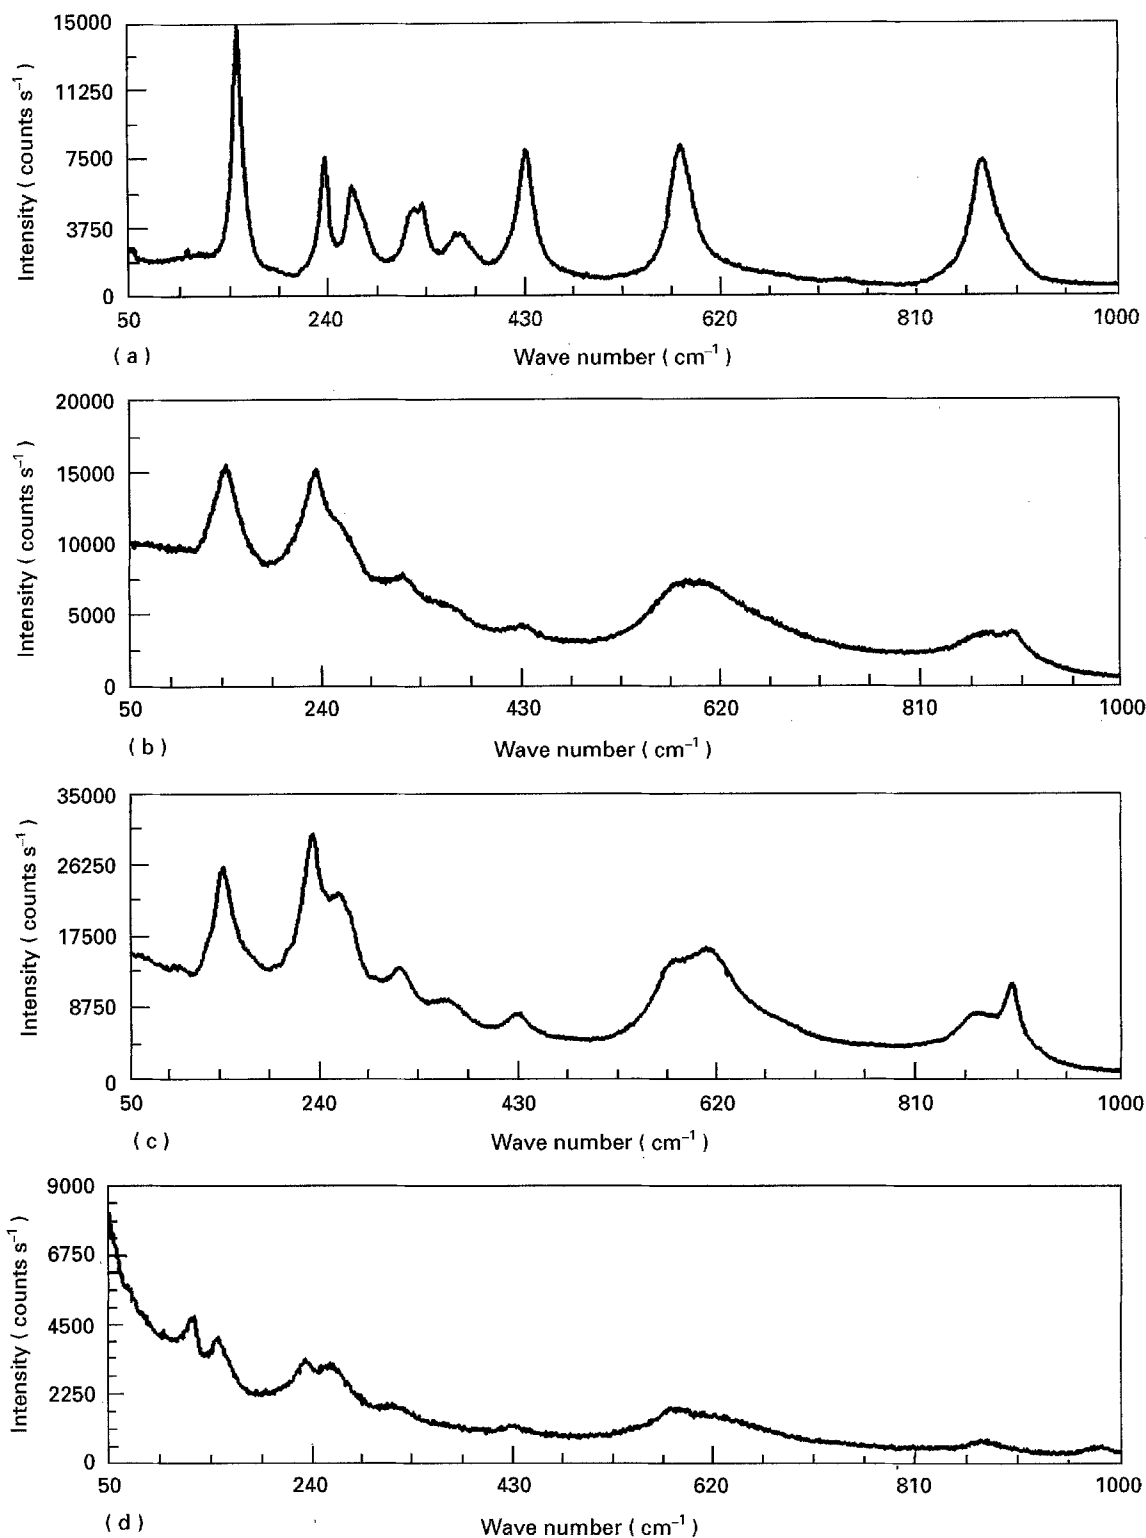 15000
11250
7500
3750
0
Intensity ( counts s⁻¹ )
50 240 430 620 810 1000
( a ) Wave number ( cm⁻¹ )
20000
15000
10000
5000
0
Intensity ( counts s⁻¹ )
50 240 430 620 810 1000
( b ) Wave number ( cm⁻¹ )
35000
26250
17500
8750
0
Intensity ( counts s⁻¹ )
50 240 430 620 810 1000
( c ) Wave number ( cm⁻¹ )
9000
6750
4500
2250
0
Intensity ( counts s⁻¹ )
50 240 430 620 810 1000
( d ) Wave number ( cm⁻¹ )